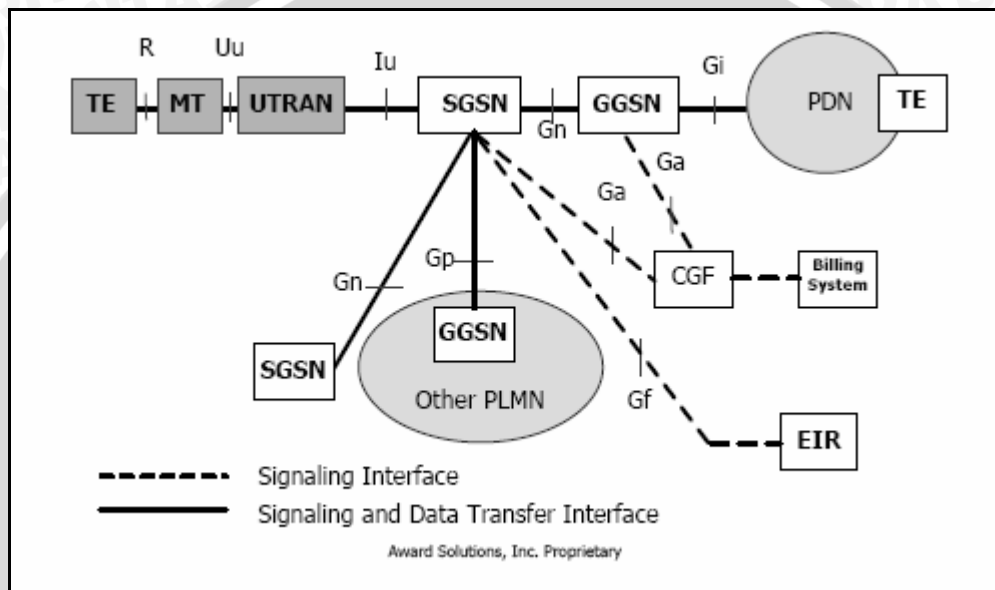 R
Uu
Iu
Gi
TE
MT
UTRAN
SGSN
GGSN
PDN
TE
Gn
Ga
Ga
Gn
Gp
CGF
Billing
System
GGSN
SGSN
Other PLMN
Gf
EIR
Signaling Interface
Signaling and Data Transfer Interface
Award Solutions, Inc. Proprietary